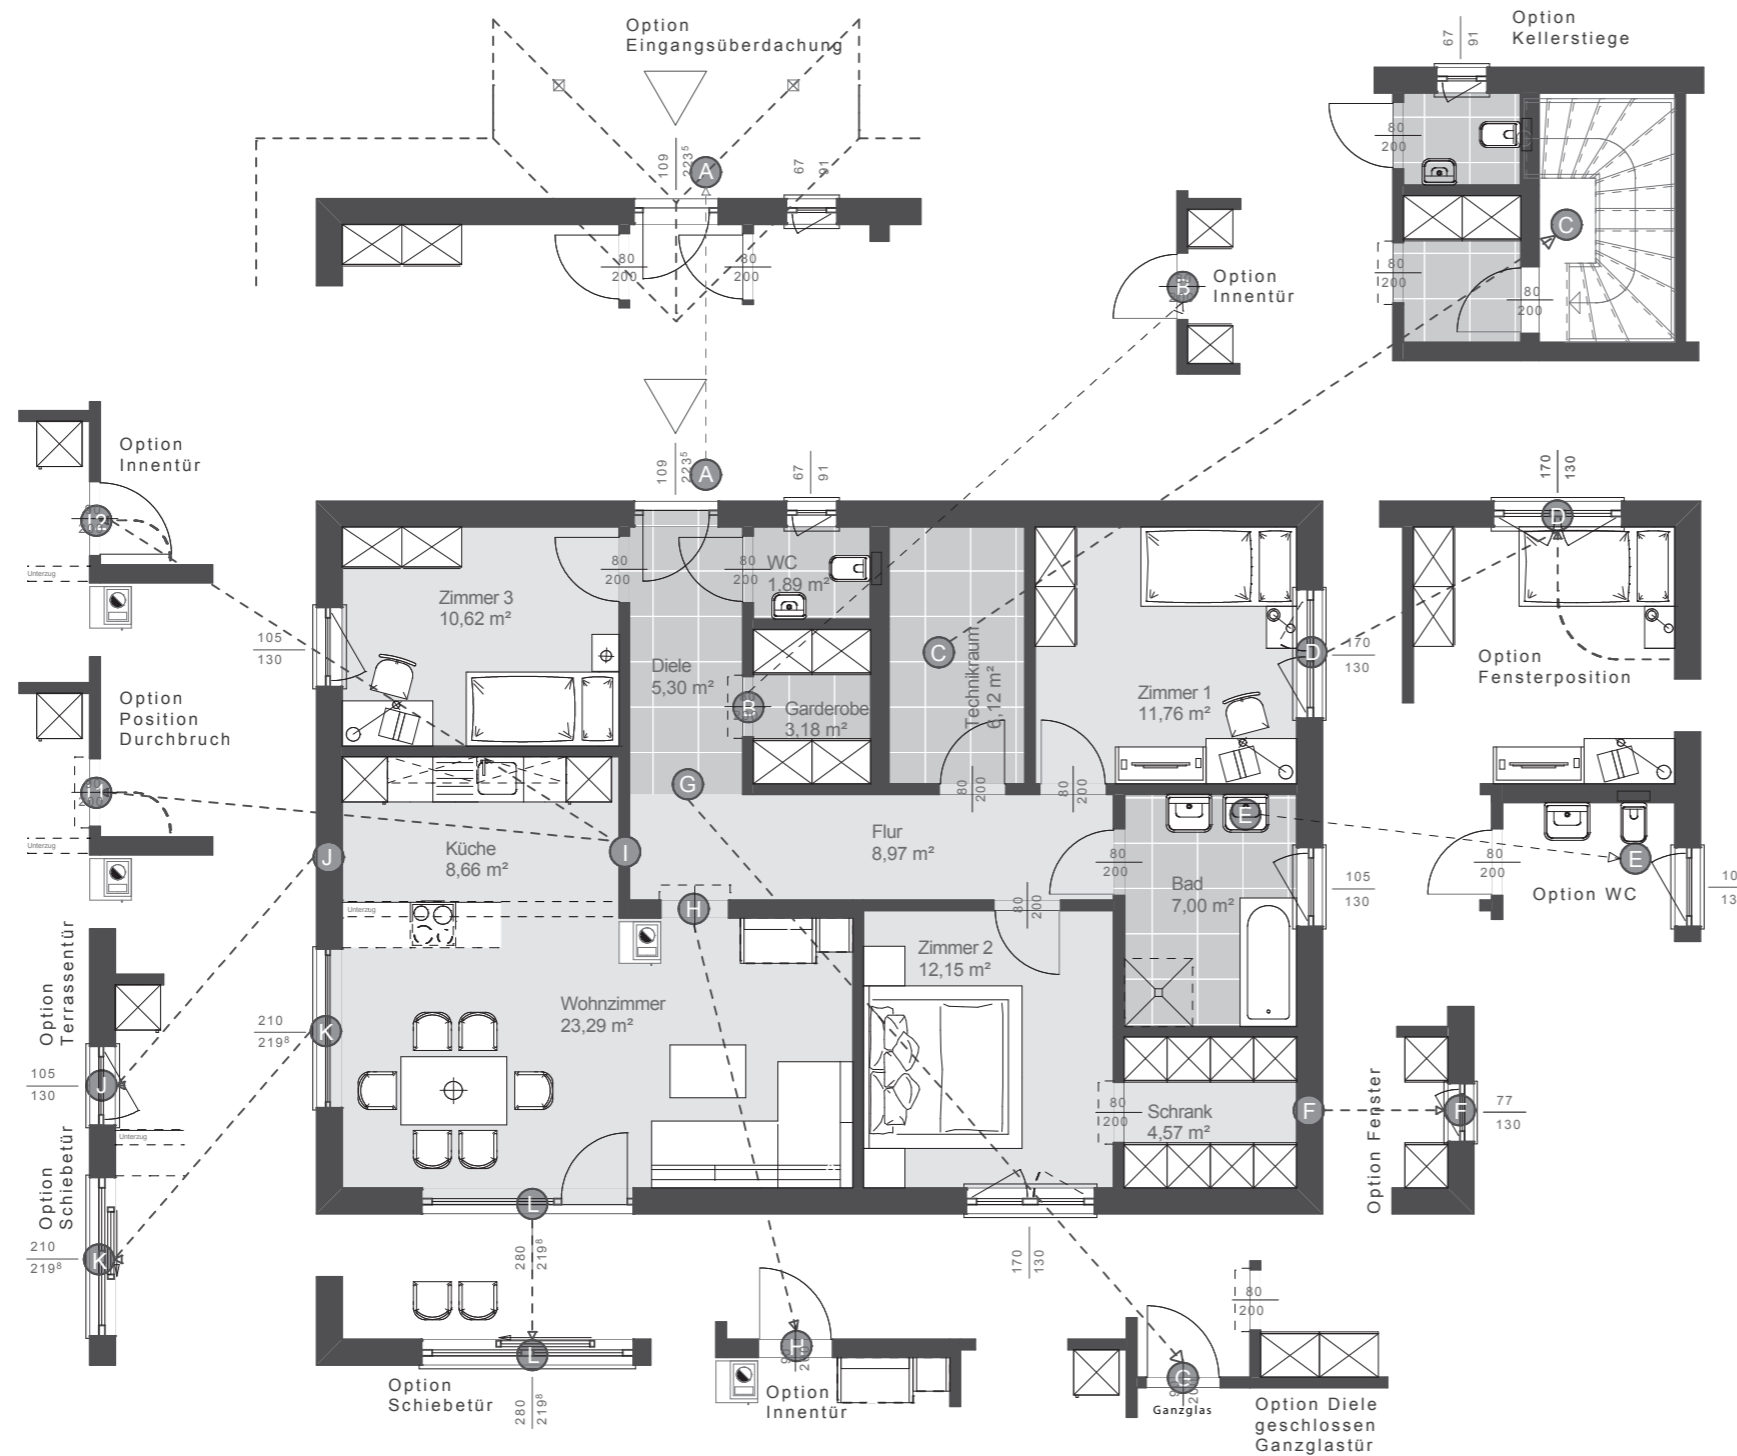 Option
Eingangsüberdachung
109
223⁵
A
67
91
80
200
80
200
Option
Kellerstiege
67
91
80
200
80
200
80
200
C
B
Option
Innentür
Option
Innentür
I2
Unterzug
Option
Position
Durchbruch
I1
Unterzug
109
223⁵
A
67
91
Zimmer 3
10,62 m²
105
130
80
200
80
200
WC
1,89 m²
Diele
5,30 m²
B
Garderobe
3,18 m²
G
C
Technikraum
6,12 m²
Zimmer 1
11,76 m²
D
170
130
80
200
80
200
170
130
D
Option
Fensterposition
Küche
8,66 m²
J
I
Flur
8,97 m²
H
Unterzug
80
200
80
200
E
Bad
7,00 m²
105
130
80
200
E
Option WC
Option
Terrassentür
105
130
J
Unterzug
Option
Schiebetür
210
219⁸
K
210
219⁸
K
Wohnzimmer
23,29 m²
Zimmer 2
12,15 m²
80
200
Schrank
4,57 m²
F
Option Fenster
F
77
130
L
280
219⁸
170
130
L
Option
Schiebetür
280
219⁸
H
Option
Innentür
G
Ganzglas
80
200
Option Diele
geschlossen
Ganzglastür